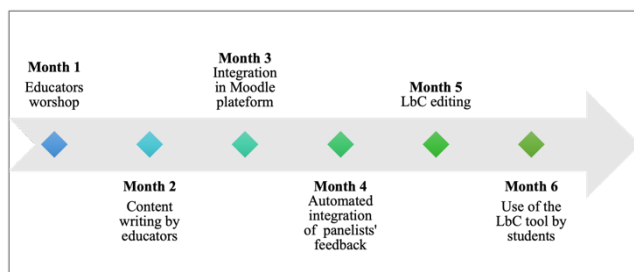 Month 1
Educators
worshop
Month 2
Content
writing by
educators
Month 3
Integration
in Moodle
plateform
Month 4
Automated
integration
of panelists'
feedback
Month 5
LbC editing
Month 6
Use of the
LbC tool by
students